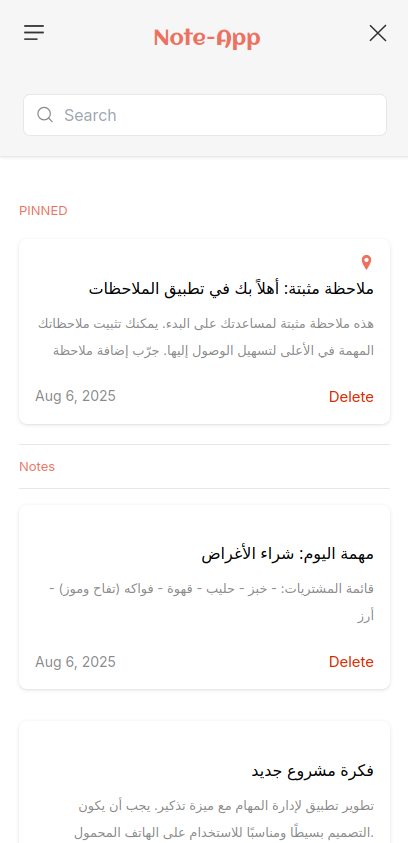 Note-App
Search
PINNED
ملاحظة مثبتة: أهلاً بك في تطبيق الملاحظات
هذه ملاحظة مثبتة لمساعدتك على البدء. يمكنك تثبيت ملاحظاتك
المهمة في الأعلى لتسهيل الوصول إليها. جرّب إضافة ملاحظة
Aug 6, 2025 Delete
Notes
مهمة اليوم: شراء الأغراض
قائمة المشتريات: - خبز - حليب - قهوة - فواكه (تفاح وموز) -
أرز
Aug 6, 2025 Delete
فكرة مشروع جديد
تطوير تطبيق لإدارة المهام مع ميزة تذكير. يجب أن يكون
التصميم بسيطًا ومناسبًا للاستخدام على الهاتف المحمول.